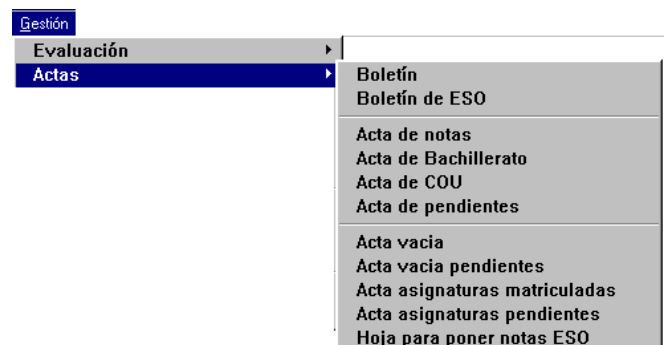 Gestión
Evaluación
Actas
Boletín
Boletín de ESO
Acta de notas
Acta de Bachillerato
Acta de COU
Acta de pendientes
Acta vacia
Acta vacia pendientes
Acta asignaturas matriculadas
Acta asignaturas pendientes
Hoja para poner notas ESO